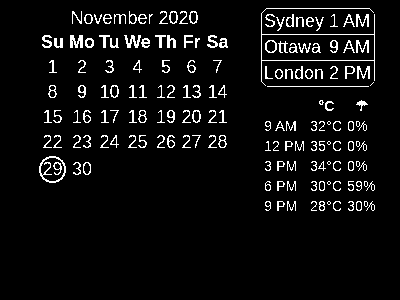 November 2020
Su Mo Tu We Th Fr Sa
1 2 3 4 5 6 7
8 9 10 11 12 13 14
15 16 17 18 19 20 21
22 23 24 25 26 27 28
29 30
Sydney 1 AM
Ottawa 9 AM
London 2 PM
°C ☂
9 AM 32°C 0%
12 PM 35°C 0%
3 PM 34°C 0%
6 PM 30°C 59%
9 PM 28°C 30%